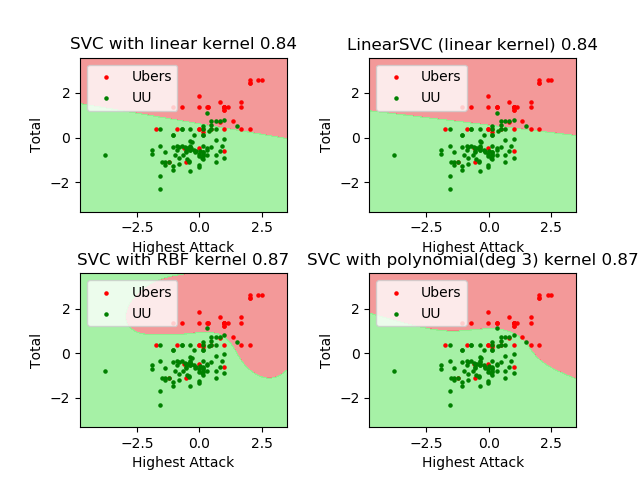 SVC with linear kernel 0.84
Ubers
UU
Total
2
0
−2
−2.5 0.0 2.5
Highest Attack
LinearSVC (linear kernel) 0.84
Ubers
UU
Total
2
0
−2
−2.5 0.0 2.5
Highest Attack
SVC with RBF kernel 0.87
Ubers
UU
Total
2
0
−2
−2.5 0.0 2.5
Highest Attack
SVC with polynomial(deg 3) kernel 0.87
Ubers
UU
Total
2
0
−2
−2.5 0.0 2.5
Highest Attack